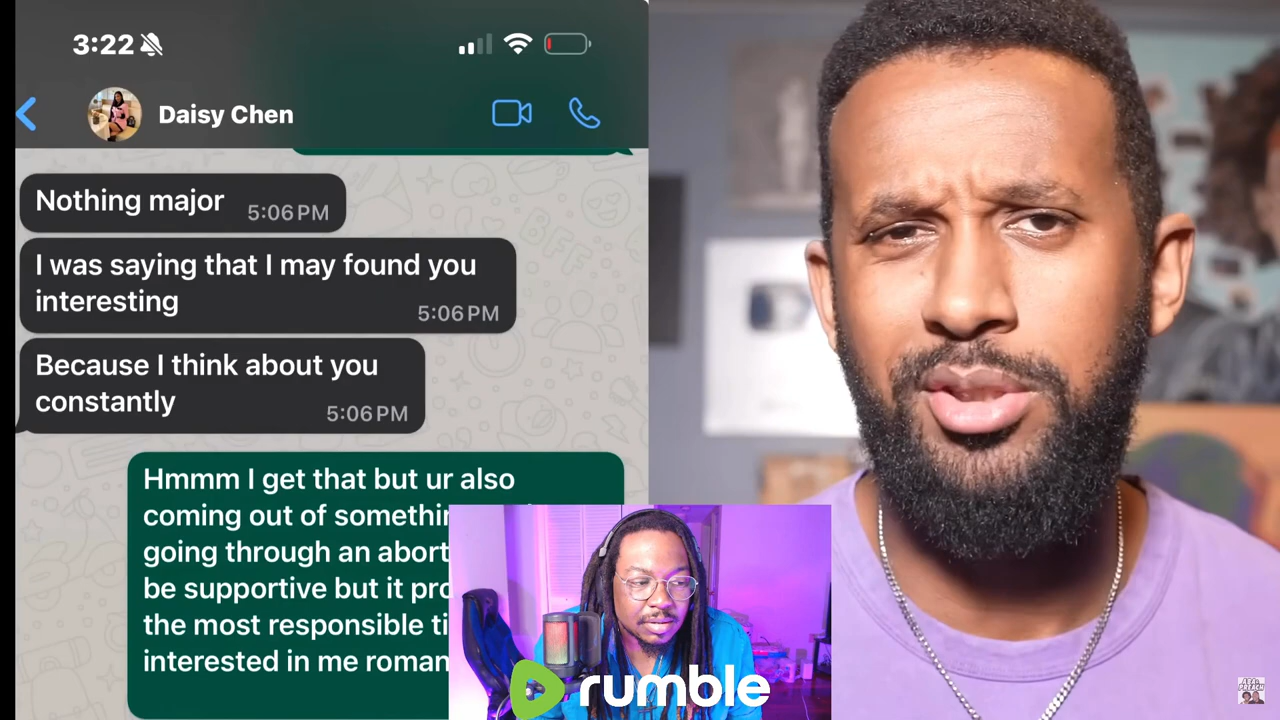 3:22
Daisy Chen
Nothing major
5:06 PM
I was saying that I may found you
interesting
5:06 PM
Because I think about you
constantly
5:06 PM
Hmmm I get that but ur also
coming out of somethin
going through an abort
be supportive but it pro
the most responsible ti
interested in me roman
rumble